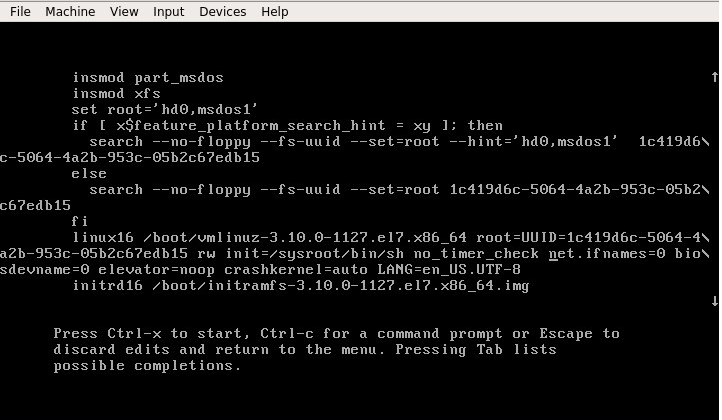 File Machine View Input Devices Help
insmod part_msdos
insmod xfs
set root='hd0,msdos1'
if [ x$feature_platform_search_hint = xy ]; then
search --no-floppy --fs-uuid --set=root --hint='hd0,msdos1'  1c419d6\
c-5064-4a2b-953c-05b2c67edb15
else
search --no-floppy --fs-uuid --set=root 1c419d6c-5064-4a2b-953c-05b2\
c67edb15
fi
linux16 /boot/vmlinuz-3.10.0-1127.el7.x86_64 root=UUID=1c419d6c-5064-4\
a2b-953c-05b2c67edb15 rw init=/sysroot/bin/sh no_timer_check net.ifnames=0 bio\
sdevname=0 elevator=noop crashkernel=auto LANG=en_US.UTF-8
initrd16 /boot/initramfs-3.10.0-1127.el7.x86_64.img
Press Ctrl-x to start, Ctrl-c for a command prompt or Escape to
discard edits and return to the menu. Pressing Tab lists
possible completions.